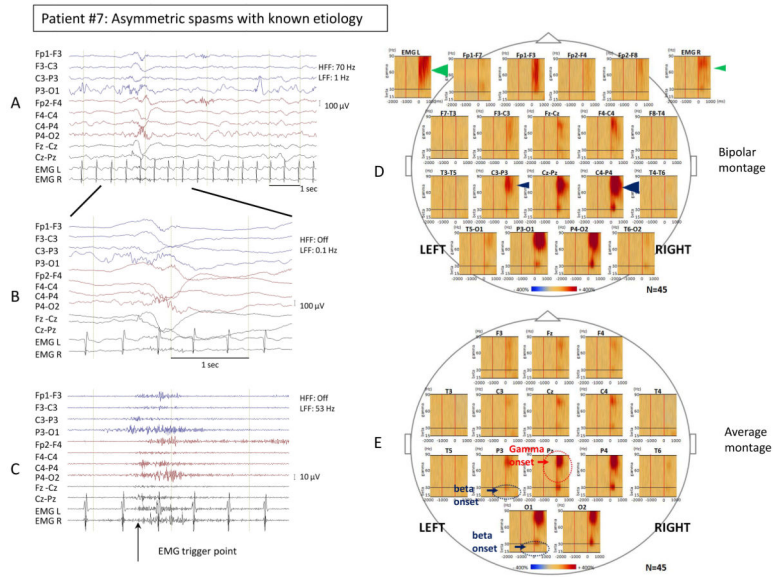 Patient #7: Asymmetric spasms with known etiology
A
Fp1-F3
F3-C3
C3-P3
P3-O1
Fp2-F4
F4-C4
C4-P4
P4-O2
Fz -Cz
Cz-Pz
EMG L
EMG R
HFF: 70 Hz
LFF: 1 Hz
100 µV
1 sec
B
Fp1-F3
F3-C3
C3-P3
P3-O1
Fp2-F4
F4-C4
C4-P4
P4-O2
Fz -Cz
Cz-Pz
EMG L
EMG R
HFF: Off
LFF: 0.1 Hz
100 µV
1 sec
C
Fp1-F3
F3-C3
C3-P3
P3-O1
Fp2-F4
F4-C4
C4-P4
P4-O2
Fz -Cz
Cz-Pz
EMG L
EMG R
HFF: Off
LFF: 53 Hz
10 µV
EMG trigger point
D
Bipolar
montage
EMG L
Fp1-F7
Fp1-F3
Fp2-F4
Fp2-F8
EMG R
F7-T3
F3-C3
Fz-Cz
F4-C4
F8-T4
T3-T5
C3-P3
Cz-Pz
C4-P4
T4-T6
T5-O1
P3-O1
P4-O2
T6-O2
LEFT
RIGHT
- 400%
+ 400%
N=45
E
Average
montage
F3
Fz
F4
T3
C3
Cz
C4
T4
T5
P3
Pz
P4
T6
Gamma
onset
beta
onset
O1
O2
beta
onset
LEFT
RIGHT
- 400%
+ 400%
N=45